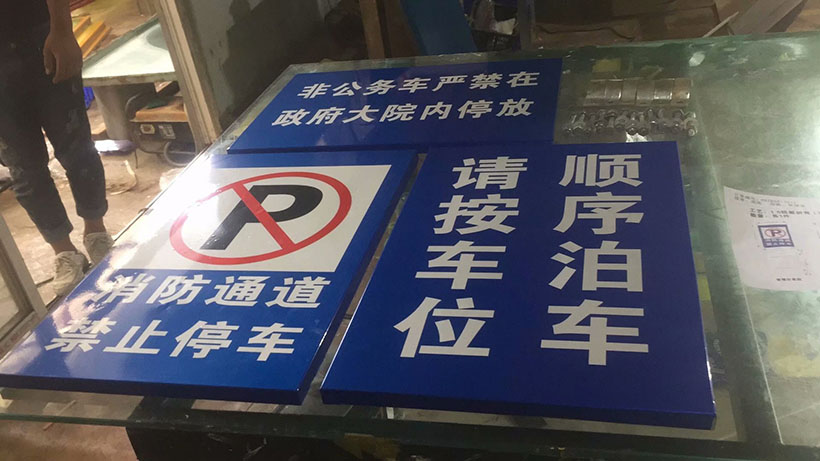 非公务车严禁在
政府大院内停放
P
消防通道
禁止停车
请按车位
顺序泊车